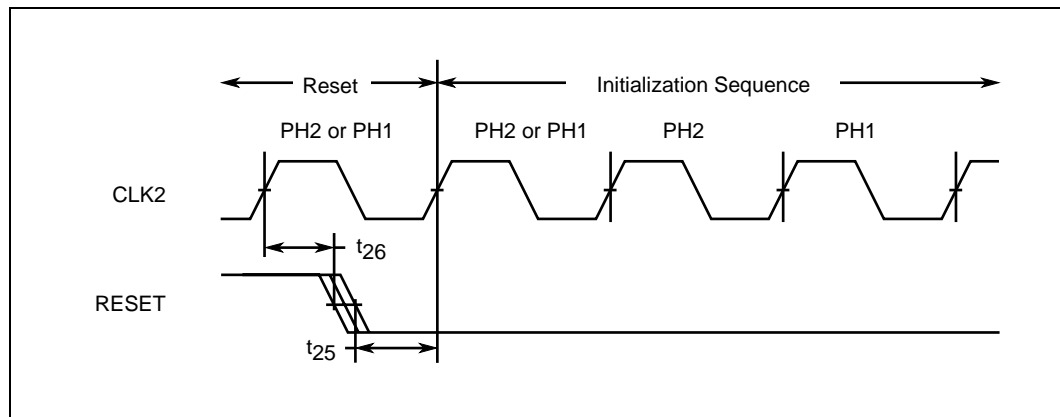 Reset
Initialization Sequence
PH2 or PH1
PH2 or PH1
PH2
PH1
CLK2
t26
RESET
t25